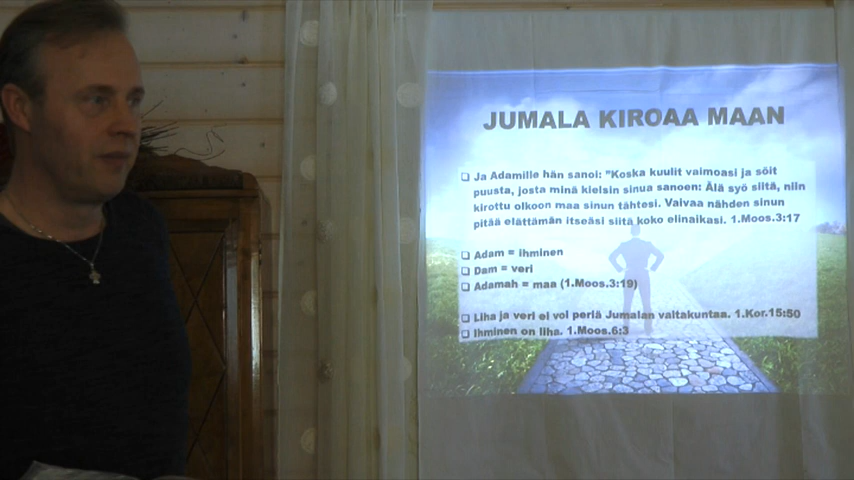 JUMALA KIROAA MAAN
❑ Ja Adamille hän sanoi: "Koska kuulit vaimoasi ja söit
puusta, josta minä kielsin sinua sanoen: Älä syö siitä, niin
kirottu olkoon maa sinun tähtesi. Vaivaa nähden sinun
pitää elättämän itseäsi siitä koko elinaikasi. 1.Moos.3:17
❑ Adam = ihminen
❑ Dam = veri
❑ Adamah = maa (1.Moos.3:19)
❑ Liha ja veri ei voi periä Jumalan valtakuntaa. 1.Kor.15:50
❑ Ihminen on liha. 1.Moos.6:3